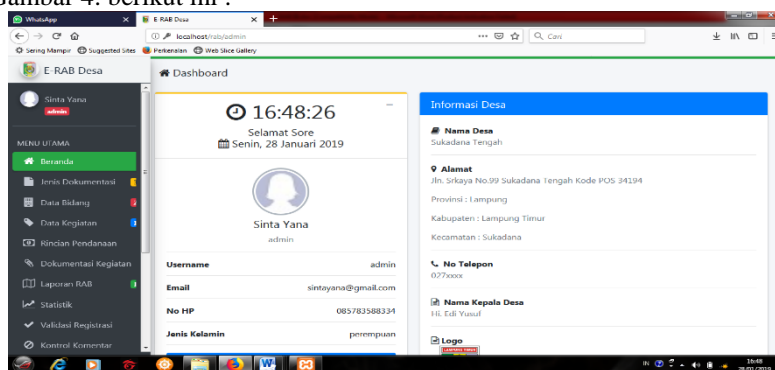 Gambar 4. berikut ini :
WhatsApp
E-RAB Desa
localhost/rab/admin
Cari
Sering Mampir
Suggested Sites
Perkenalan
Web Slice Gallery
E-RAB Desa
Sinta Yana
admin
MENU UTAMA
Beranda
Jenis Dokumentasi
Data Bidang
Data Kegiatan
Rincian Pendanaan
Dokumentasi Kegiatan
Laporan RAB
Statistik
Validasi Registrasi
Kontrol Komentar
Dashboard
16:48:26
Selamat Sore
Senin, 28 Januari 2019
Sinta Yana
admin
Username admin
Email sintayana@gmail.com
No HP 085783588334
Jenis Kelamin perempuan
Informasi Desa
Nama Desa
Sukadana Tengah
Alamat
Jln. Srkaya No.99 Sukadana Tengah Kode POS 34194
Provinsi : Lampung
Kabupaten : Lampung Timur
Kecamatan : Sukadana
No Telepon
027xxxx
Nama Kepala Desa
Hi. Edi Yusuf
Logo
IN
16:48
28/01/2019